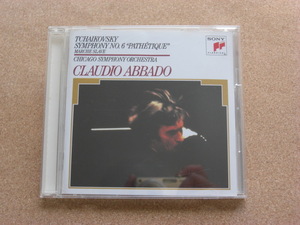 TCHAIKOVSKY
SYMPHONY NO. 6 "PATHÉTIQUE"
MARCHE SLAVE
CHICAGO SYMPHONY ORCHESTRA
CLAUDIO ABBADO
SONY